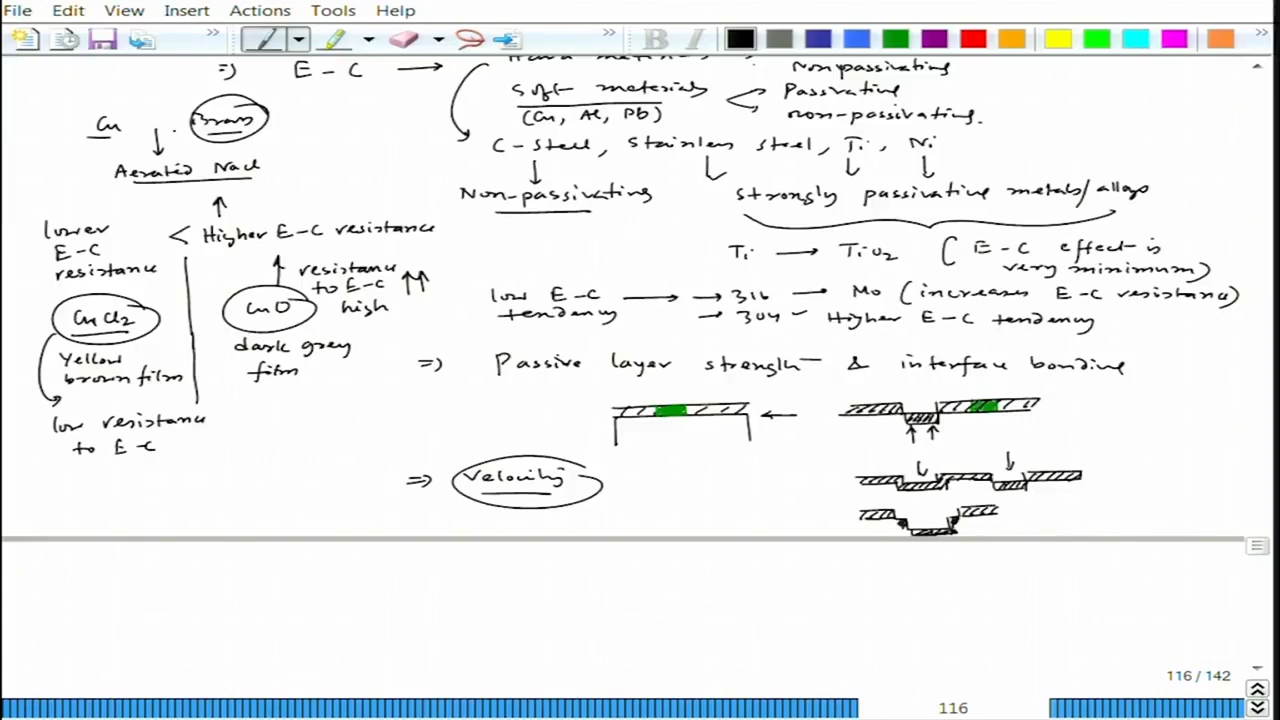 File Edit View Insert Actions Tools Help
B I
Non passivating
⇒ E-C → Soft materials Passivative
(Cu, Al, Pb) non-passivating.
Cu Brass
C-Steel, Stainless steel, Ti, Ni
Aerated NaCl
Non-passivating strongly passivative metals/alloys
lower
E-C
resistance
< Higher E-C resistance
Ti → TiO2 (E-C effect is
very minimum)
resistance
to E-C ↑↑
high
low E-C → → 316 → Mo (increases E-C resistance)
tendency → 304 - Higher E-C tendency
CuCl2
CuO
Yellow
brown film
dark grey
film
low resistance
to E-C
⇒ Passive layer strength & interface bonding
⇒ Velocity
116 / 142
116